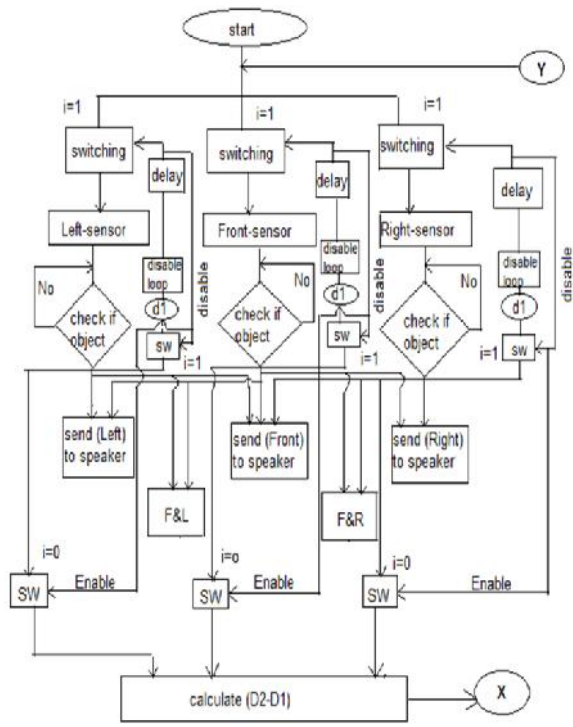 start
Y
i=1
i=1
i=1
switching
switching
switching
delay
delay
delay
Left-sensor
Front-sensor
Right-sensor
disable
loop
disable
loop
disable
loop
disable
disable
disable
No
No
No
d1
d1
d1
check if
object
check if
object
check if
object
sw
sw
sw
i=1
i=1
i=1
send (Left)
to speaker
send (Front)
to speaker
send (Right)
to speaker
F&L
F&R
i=0
i=o
i=0
SW
Enable
SW
Enable
SW
Enable
calculate (D2-D1)
X